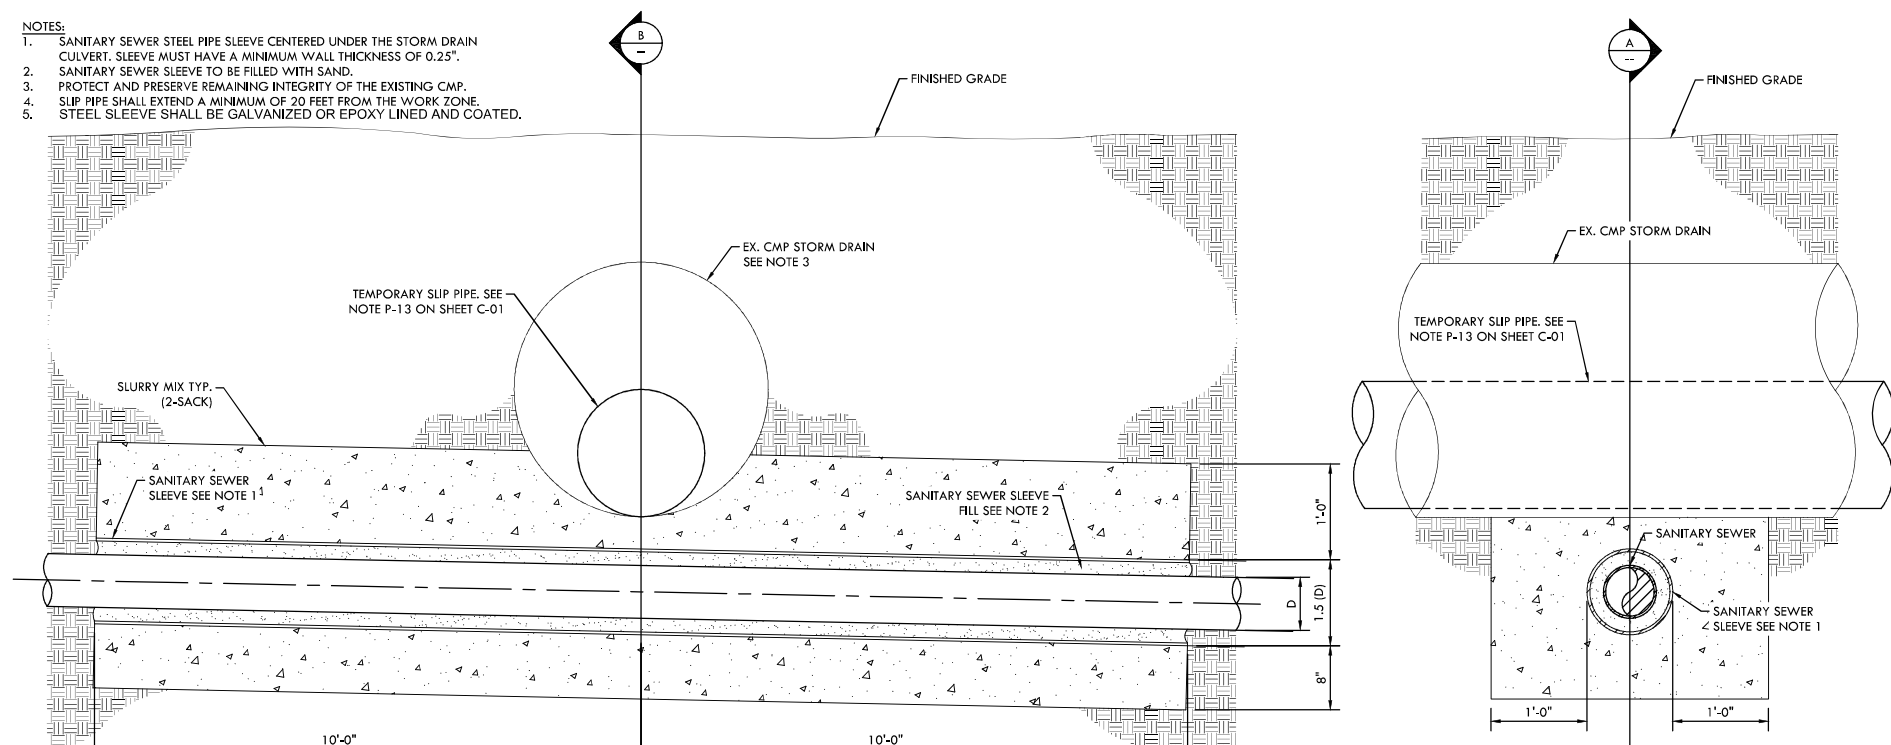 NOTES:
1. SANITARY SEWER STEEL PIPE SLEEVE CENTERED UNDER THE STORM DRAIN
CULVERT. SLEEVE MUST HAVE A MINIMUM WALL THICKNESS OF 0.25".
2. SANITARY SEWER SLEEVE TO BE FILLED WITH SAND.
3. PROTECT AND PRESERVE REMAINING INTEGRITY OF THE EXISTING CMP.
4. SLIP PIPE SHALL EXTEND A MINIMUM OF 20 FEET FROM THE WORK ZONE.
5. STEEL SLEEVE SHALL BE GALVANIZED OR EPOXY LINED AND COATED.
B
--
FINISHED GRADE
EX. CMP STORM DRAIN
SEE NOTE 3
TEMPORARY SLIP PIPE. SEE
NOTE P-13 ON SHEET C-01
SLURRY MIX TYP.
(2-SACK)
SANITARY SEWER
SLEEVE SEE NOTE 1
SANITARY SEWER SLEEVE
FILL SEE NOTE 2
1'-0"
D
1.5 (D)
8"
10'-0"
10'-0"
A
--
FINISHED GRADE
EX. CMP STORM DRAIN
TEMPORARY SLIP PIPE. SEE
NOTE P-13 ON SHEET C-01
SANITARY SEWER
SANITARY SEWER
SLEEVE SEE NOTE 1
1'-0"
1'-0"